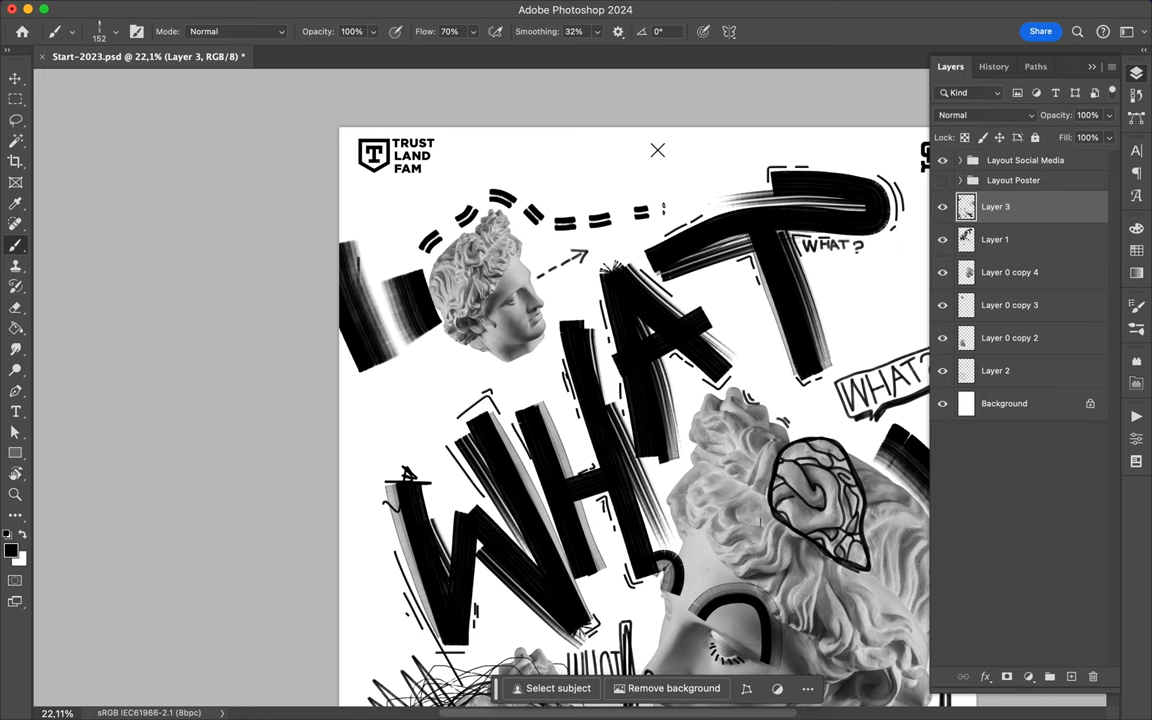 Adobe Photoshop 2024
152
Mode: Normal
Opacity: 100%
Flow: 70%
Smoothing: 32%
0°
Share
Start-2023.psd @ 22,1% (Layer 3, RGB/8) *
Layers
History
Paths
Kind
Normal
Opacity: 100%
Lock:
Fill: 100%
Layout Social Media
Layout Poster
Layer 3
Layer 1
Layer 0 copy 4
Layer 0 copy 3
Layer 0 copy 2
Layer 2
Background
T TRUST
LAND
FAM
WHAT
WHAT?
WHAT?
WHAT
Select subject
Remove background
22,11%
sRGB IEC61966-2.1 (8bpc)